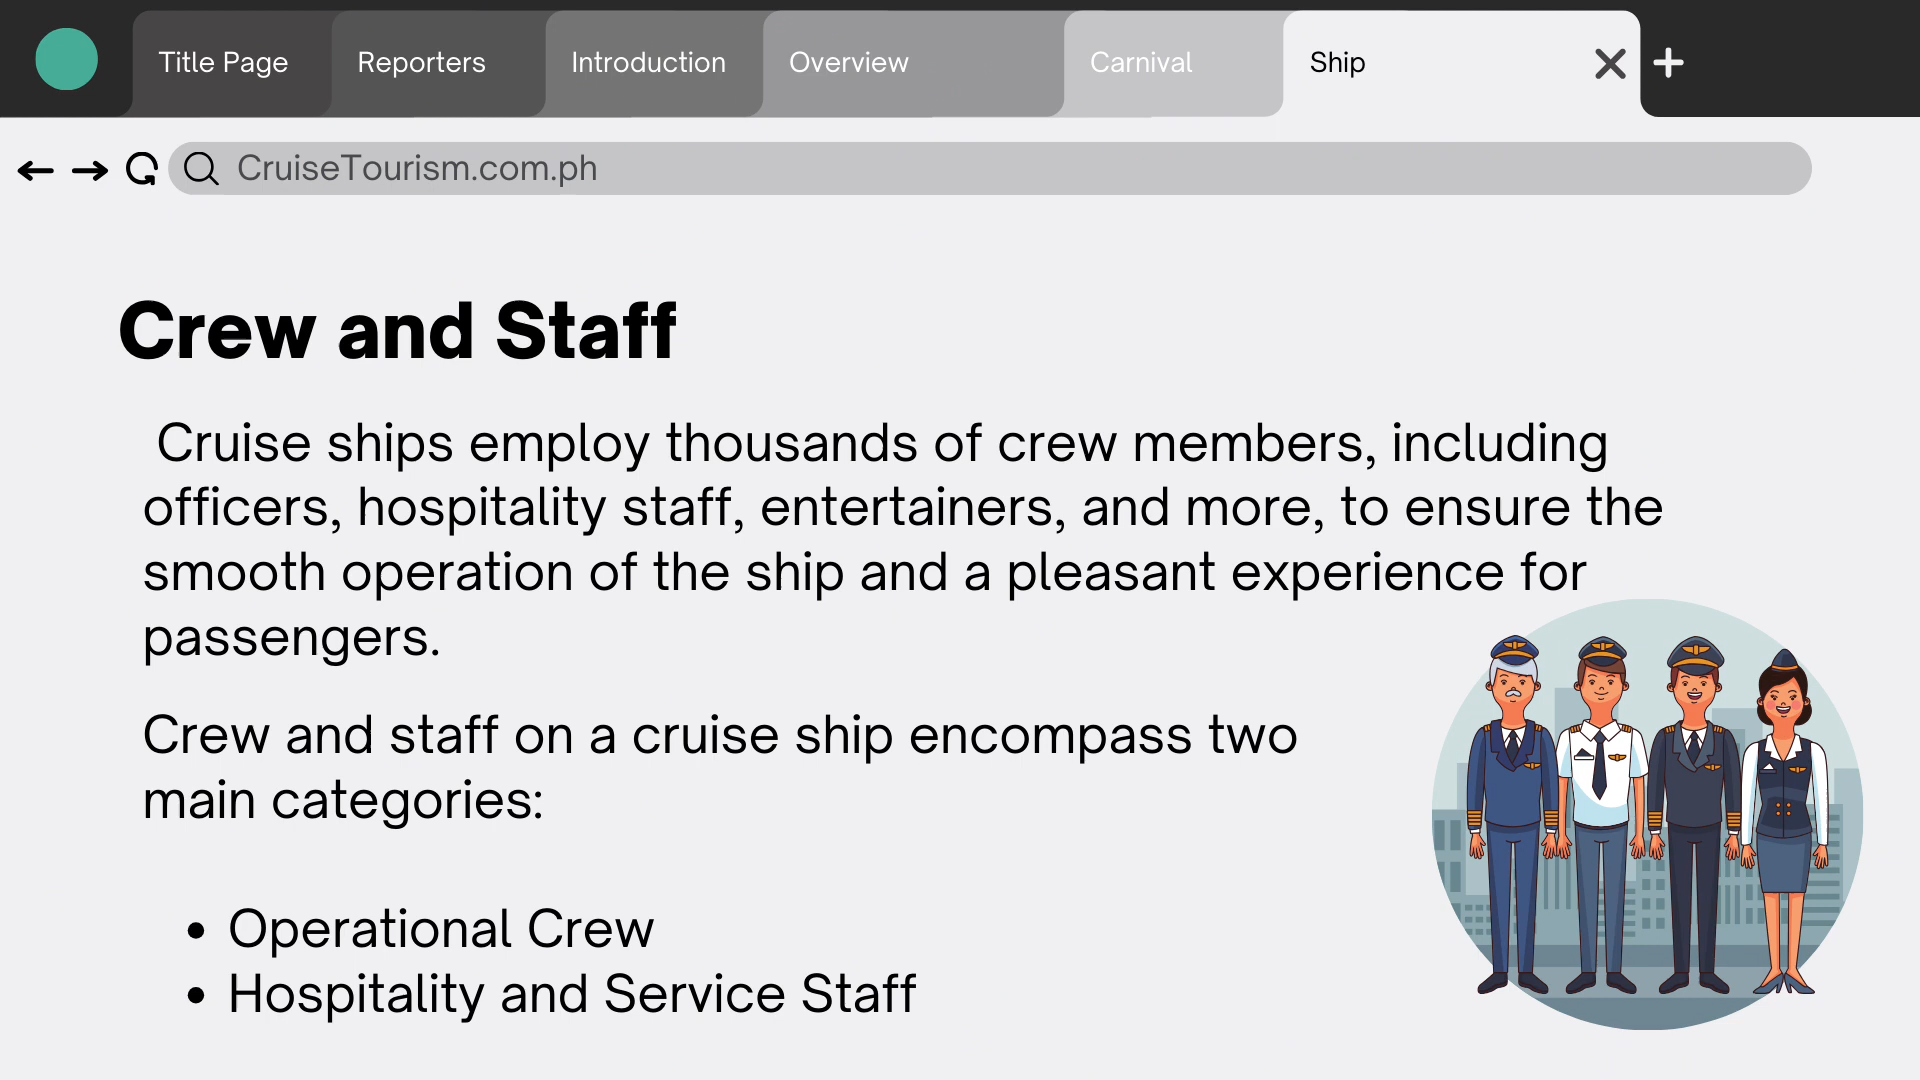 Title Page
Reporters
Introduction
Overview
Carnival
Ship
CruiseTourism.com.ph
Crew and Staff
Cruise ships employ thousands of crew members, including
officers, hospitality staff, entertainers, and more, to ensure the
smooth operation of the ship and a pleasant experience for
passengers.
Crew and staff on a cruise ship encompass two
main categories:
• Operational Crew
• Hospitality and Service Staff